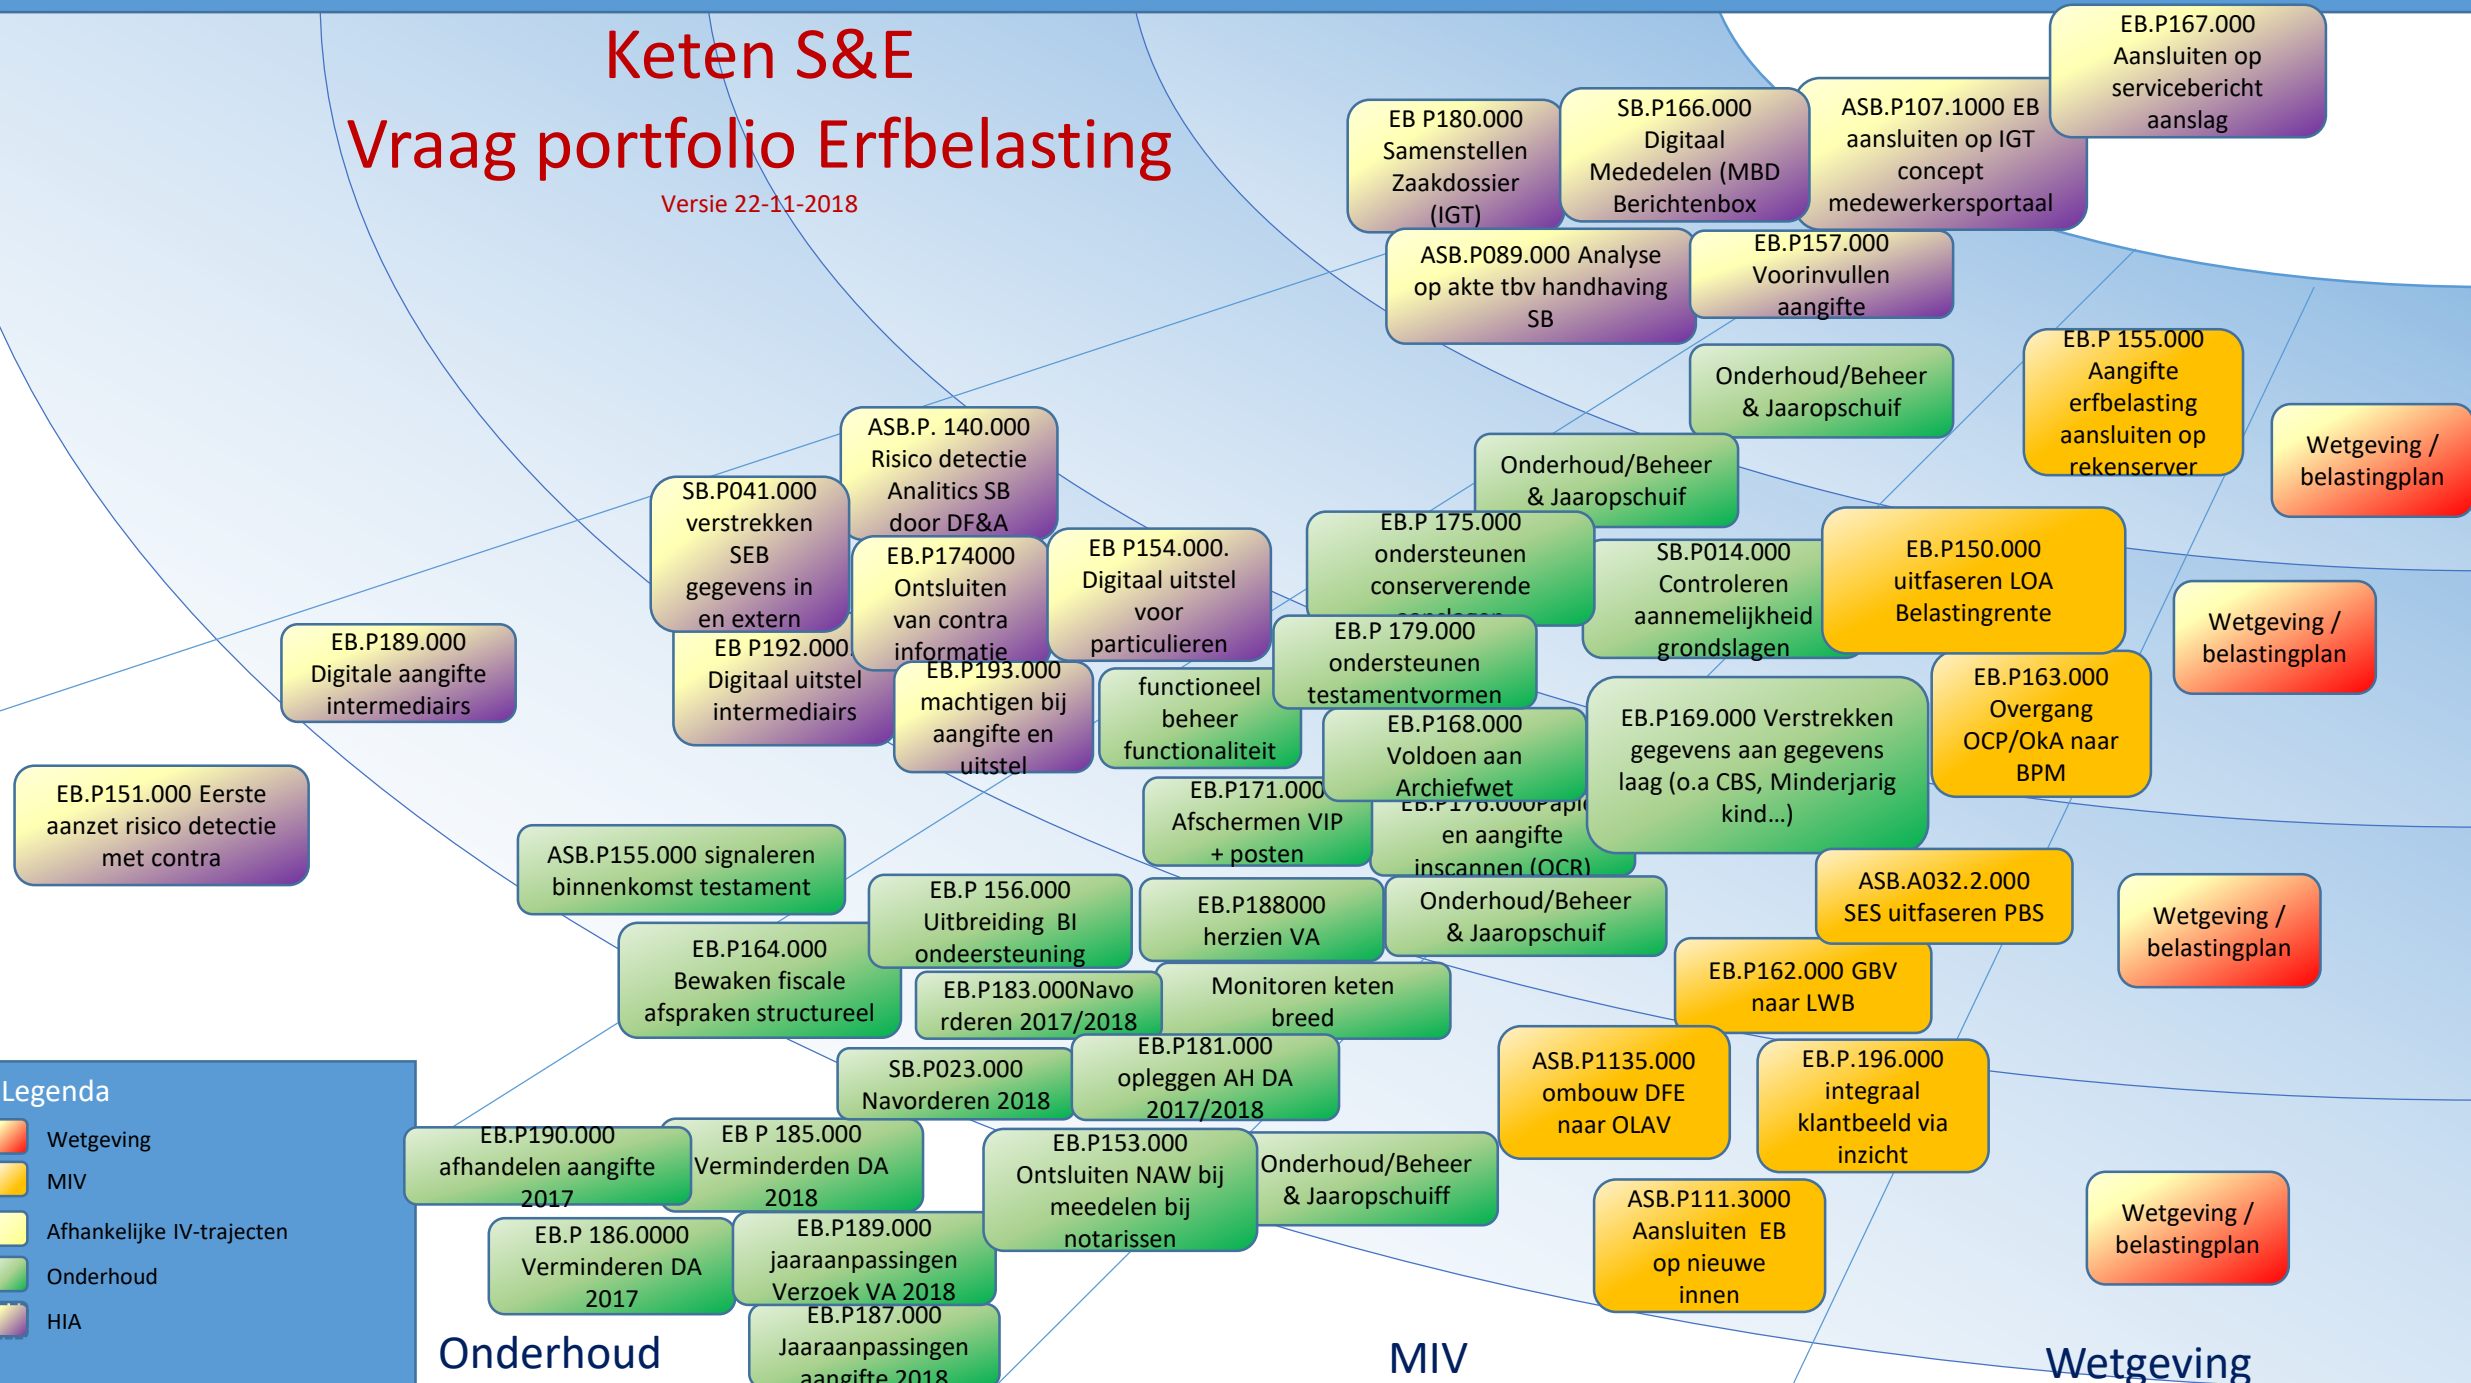 Keten S&E
Vraag portfolio Erfbelasting
Versie 22-11-2018
EB.P167.000
Aansluiten op
servicebericht
aanslag
EB P180.000
Samenstellen
Zaakdossier
(IGT)
SB.P166.000
Digitaal
Mededelen (MBD
Berichtenbox
ASB.P107.1000 EB
aansluiten op IGT
concept
medewerkersportaal
ASB.P089.000 Analyse
op akte tbv handhaving
SB
EB.P157.000
Voorinvullen
aangifte
Onderhoud/Beheer
& Jaaropschuif
EB.P 155.000
Aangifte
erfbelasting
aansluiten op
rekenserver
Wetgeving /
belastingplan
ASB.P. 140.000
Risico detectie
Analitics SB
door DF&A
Onderhoud/Beheer
& Jaaropschuif
SB.P041.000
verstrekken
SEB
gegevens in
en extern
EB.P174000
Ontsluiten
van contra
informatie
EB P154.000.
Digitaal uitstel
voor
particulieren
EB.P 175.000
ondersteunen
conserverende
SB.P014.000
Controleren
aannemelijkheid
grondslagen
EB.P150.000
uitfaseren LOA
Belastingrente
Wetgeving /
belastingplan
EB.P189.000
Digitale aangifte
intermediairs
EB P192.000.
Digitaal uitstel
intermediairs
EB.P193.000
machtigen bij
aangifte en
uitstel
functioneel
beheer
functionaliteit
EB.P 179.000
ondersteunen
testamentvormen
EB.P168.000
Voldoen aan
Archiefwet
EB.P169.000 Verstrekken
gegevens aan gegevens
laag (o.a CBS, Minderjarig
kind...)
EB.P163.000
Overgang
OCP/OkA naar
BPM
EB.P151.000 Eerste
aanzet risico detectie
met contra
EB.P171.000
Afschermen VIP
+ posten
EB.P176.000Papi
en aangifte
inscannen (OCR)
ASB.P155.000 signaleren
binnenkomst testament
EB.P 156.000
Uitbreiding BI
ondeersteuning
EB.P188000
herzien VA
Onderhoud/Beheer
& Jaaropschuif
ASB.A032.2.000
SES uitfaseren PBS
Wetgeving /
belastingplan
EB.P164.000
Bewaken fiscale
afspraken structureel
EB.P183.000Navo
rderen 2017/2018
Monitoren keten
breed
EB.P162.000 GBV
naar LWB
SB.P023.000
Navorderen 2018
EB.P181.000
opleggen AH DA
2017/2018
ASB.P1135.000
ombouw DFE
naar OLAV
EB.P.196.000
integraal
klantbeeld via
inzicht
EB.P190.000
afhandelen aangifte
2017
EB P 185.000
Verminderden DA
2018
EB.P153.000
Ontsluiten NAW bij
meedelen bij
notarissen
Onderhoud/Beheer
& Jaaropschuiff
ASB.P111.3000
Aansluiten EB
op nieuwe
innen
Wetgeving /
belastingplan
EB.P 186.0000
Verminderen DA
2017
EB.P189.000
jaaraanpassingen
Verzoek VA 2018
EB.P187.000
Jaaraanpassingen
aangifte 2018
Legenda
Wetgeving
MIV
Afhankelijke IV-trajecten
Onderhoud
HIA
Onderhoud
MIV
Wetgeving